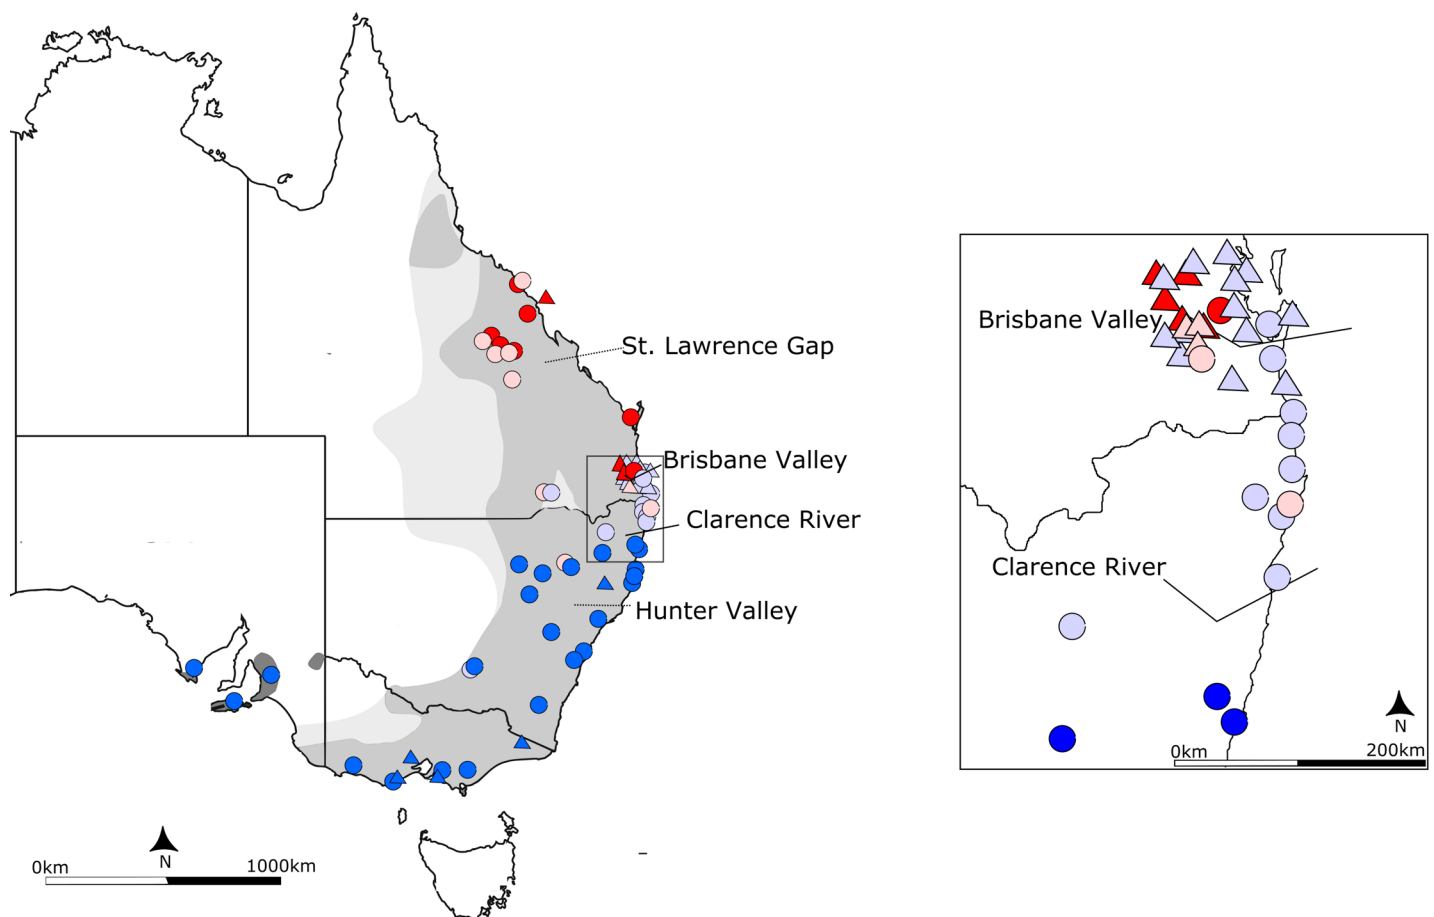 St. Lawrence Gap
Brisbane Valley
Clarence River
Hunter Valley
N
0km
1000km
Brisbane Valley
Clarence River
N
0km
200km